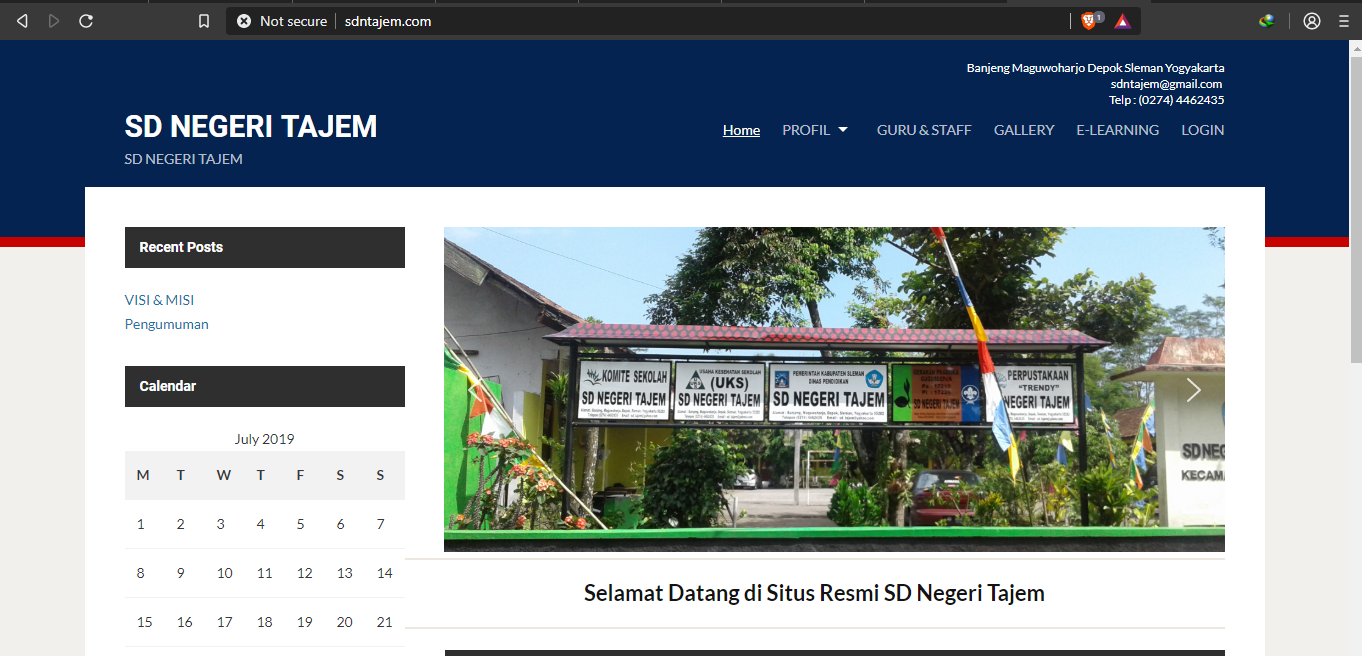 Not secure
sdntajem.com
1
Banjeng Maguwoharjo Depok Sleman Yogyakarta
sdntajem@gmail.com
Telp : (0274) 4462435
SD NEGERI TAJEM
SD NEGERI TAJEM
Home PROFIL GURU & STAFF GALLERY E-LEARNING LOGIN
Recent Posts
VISI & MISI
Pengumuman
Calendar
July 2019
M T W T F S S
1 2 3 4 5 6 7
8 9 10 11 12 13 14
15 16 17 18 19 20 21
KOMITE SEKOLAH
SD NEGERI TAJEM
USAHA KESEHATAN SEKOLAH
(UKS)
SD NEGERI TAJEM
PEMERINTAH KABUPATEN SLEMAN
DINAS PENDIDIKAN
SD NEGERI TAJEM
SD NEGERI TAJEM
PERPUSTAKAAN
"TRENDY"
NEGERI TAJEM
SD NEG
KECAM
Selamat Datang di Situs Resmi SD Negeri Tajem